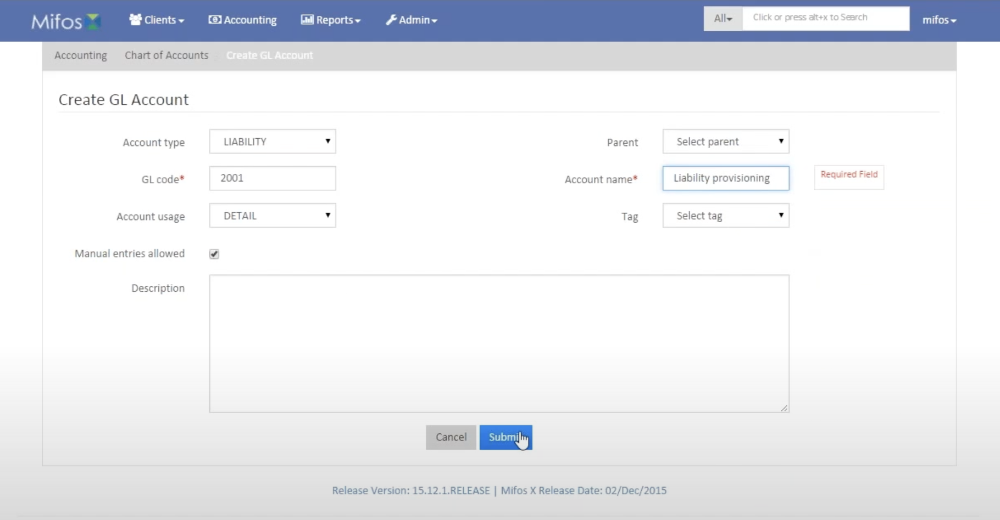 Mifos Clients Accounting Reports Admin All Click or press alt+x to Search mifos
Accounting Chart of Accounts Create GL Account
Create GL Account
Account type LIABILITY Parent Select parent
GL code* 2001 Account name* Liability provisioning Required Field
Account usage DETAIL Tag Select tag
Manual entries allowed
Description
Cancel Submi
Release Version: 15.12.1.RELEASE | Mifos X Release Date: 02/Dec/2015